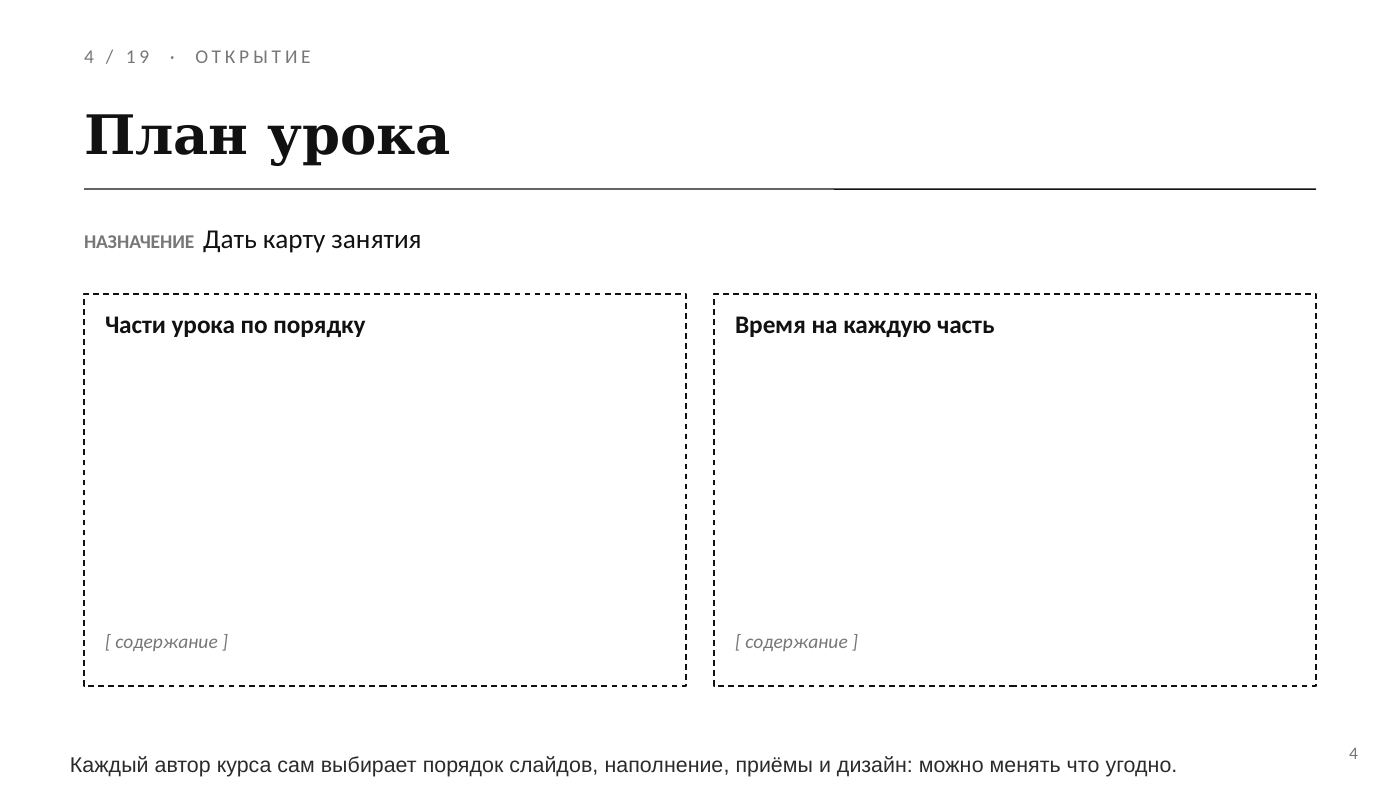 4 / 19 · ОТКРЫТИЕ
План урока
НАЗНАЧЕНИЕ Дать карту занятия
Части урока по порядку
[ содержание ]
Время на каждую часть
[ содержание ]
Каждый автор курса сам выбирает порядок слайдов, наполнение, приёмы и дизайн: можно менять что угодно.
4